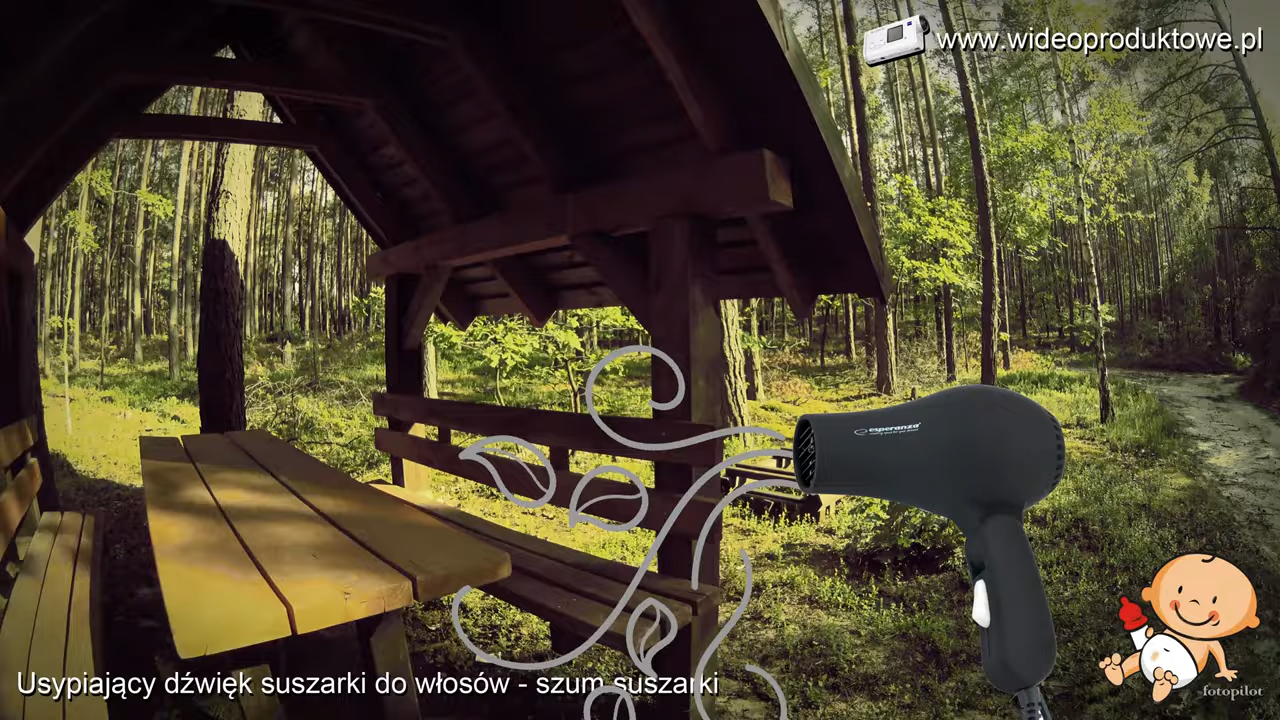 www.wideoproduktowe.pl
esperanza
Usypiający dźwięk suszarki do włosów - szum suszarki
fotopilot